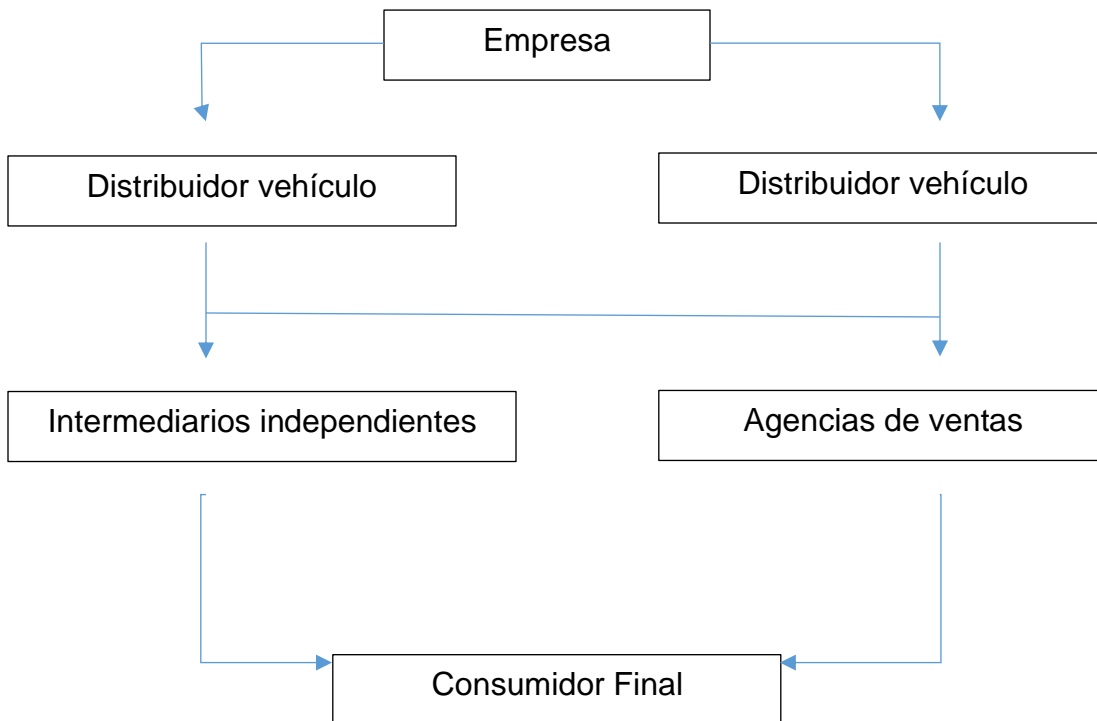 Empresa
Distribuidor vehículo
Distribuidor vehículo
Intermediarios independientes
Agencias de ventas
Consumidor Final